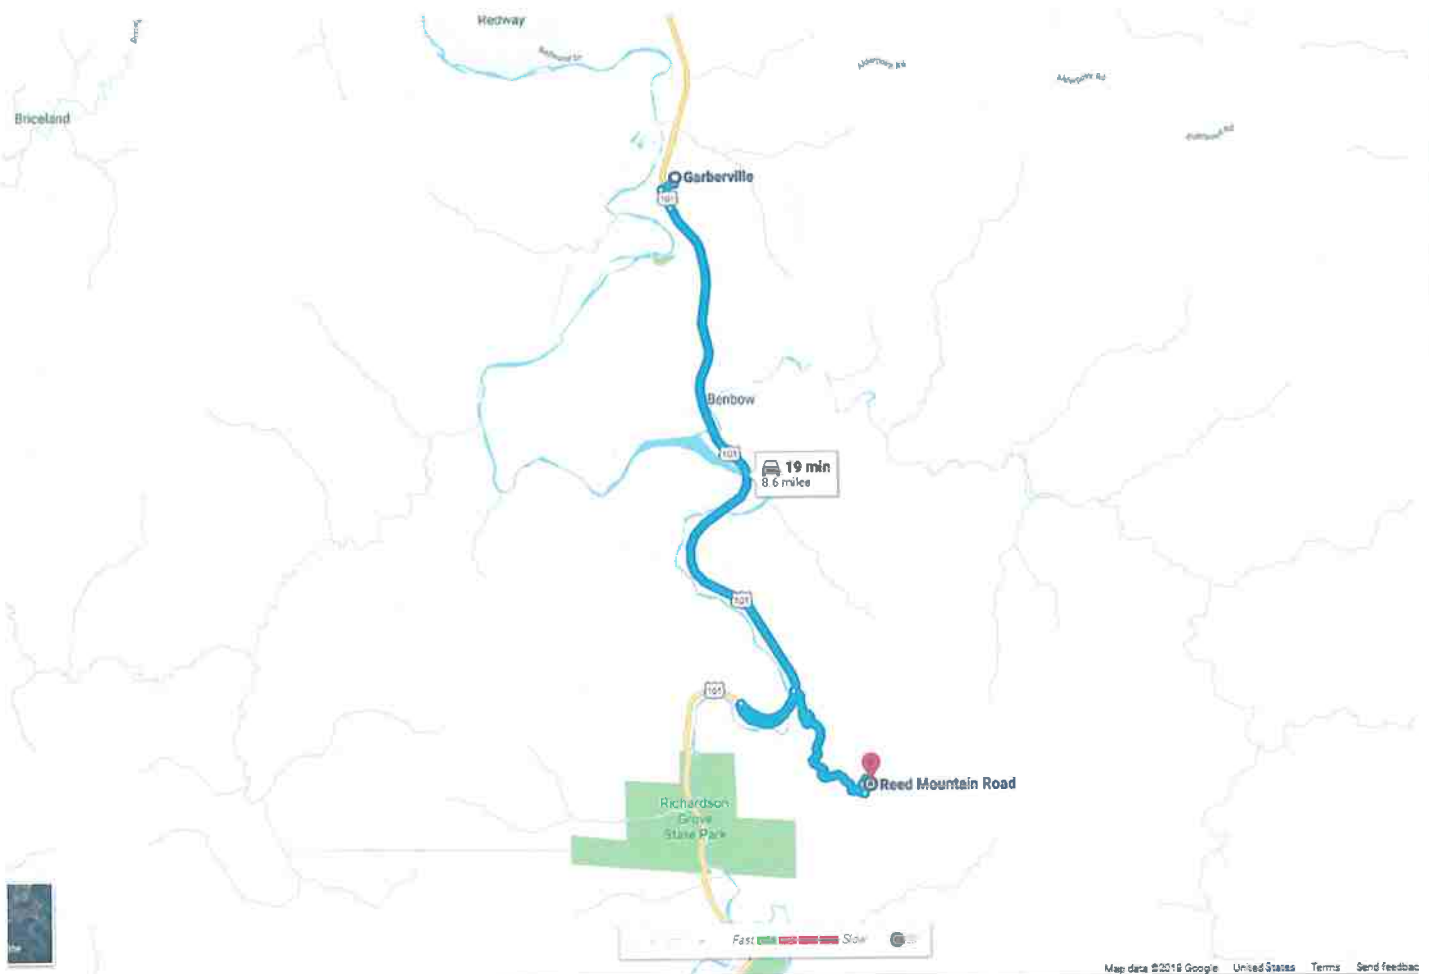 Redway
Briceland
Garberville
101
Benbow
101
19 min
8.6 miles
101
101
Reed Mountain Road
Richardson
Grove
State Park
Fast
Slow
Map data ©2019 Google
United States
Terms
Send feedbac